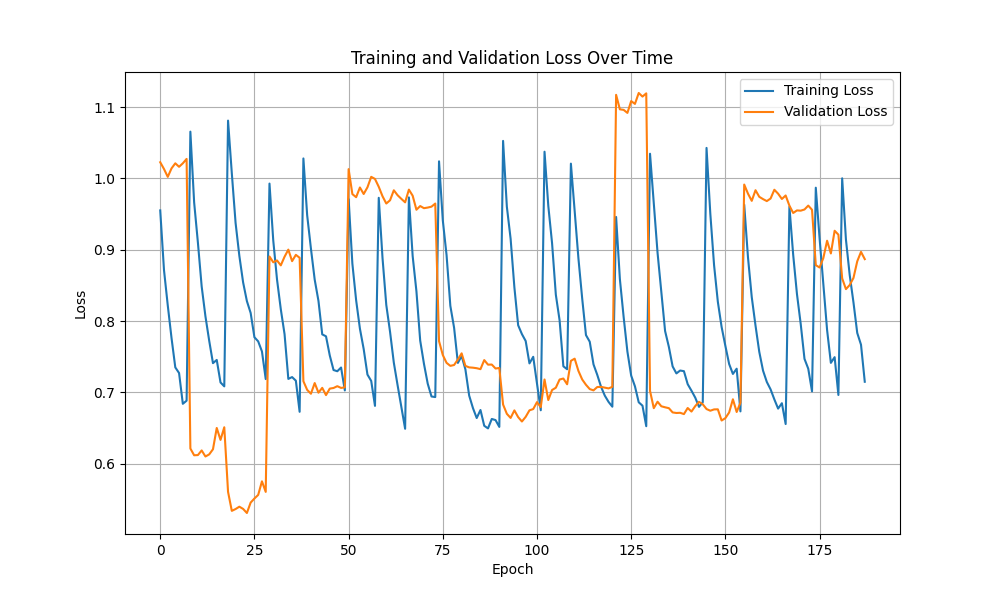 Training and Validation Loss Over Time
Training Loss
Validation Loss
1.1
1.0
0.9
0.8
0.7
0.6
Loss
0 25 50 75 100 125 150 175
Epoch